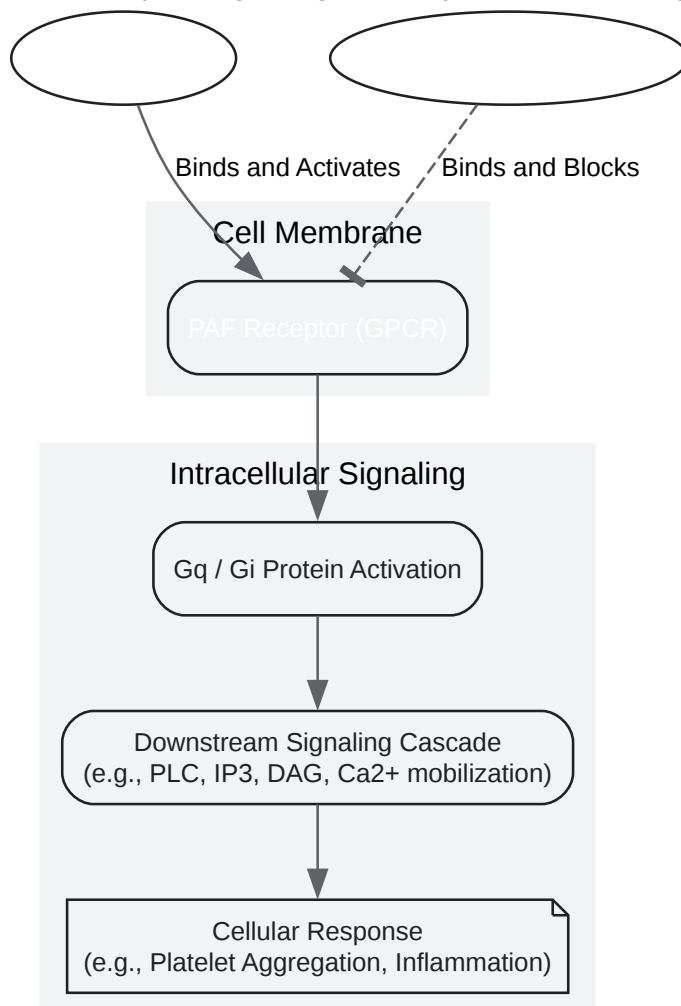 Binds and Activates
Binds and Blocks
Cell Membrane
PAF Receptor (GPCR)
Intracellular Signaling
Gq / Gi Protein Activation
Downstream Signaling Cascade
(e.g., PLC, IP3, DAG, Ca2+ mobilization)
Cellular Response
(e.g., Platelet Aggregation, Inflammation)